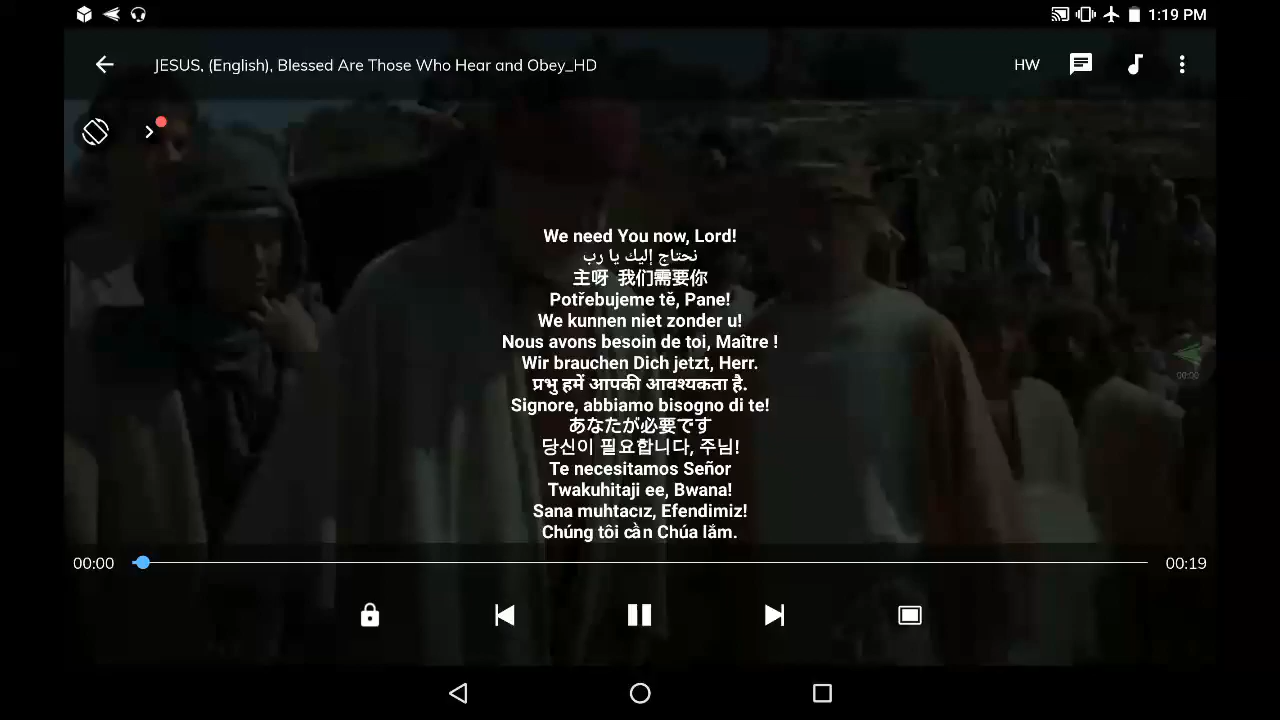 1:19 PM
JESUS, (English), Blessed Are Those Who Hear and Obey_HD
HW
We need You now, Lord!
نحتاج إليك يا رب
主呀 我们需要你
Potřebujeme tě, Pane!
We kunnen niet zonder u!
Nous avons besoin de toi, Maître !
Wir brauchen Dich jetzt, Herr.
प्रभु हमें आपकी आवश्यकता है.
Signore, abbiamo bisogno di te!
あなたが必要です
당신이 필요합니다, 주님!
Te necesitamos Señor
Twakuhitaji ee, Bwana!
Sana muhtacız, Efendimiz!
Chúng tôi cần Chúa lắm.
00:00
00:00
00:19